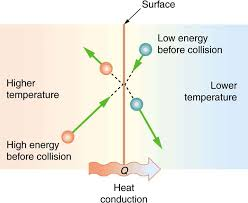 Surface
Low energy
before collision
Higher
temperature
Lower
temperature
High energy
before collision
Q
Heat
conduction